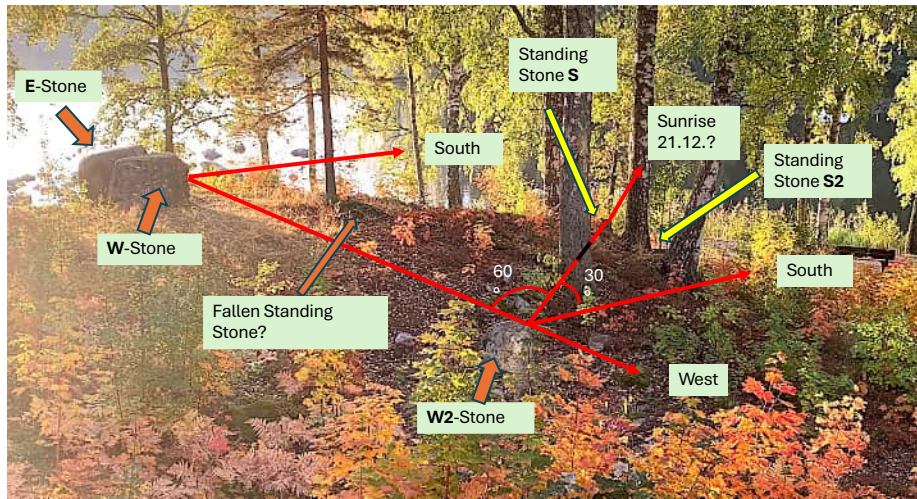 Standing
Stone S
E-Stone
Sunrise
21.12.?
South
Standing
Stone S2
W-Stone
60
°
30
°
South
Fallen Standing
Stone?
West
W2-Stone